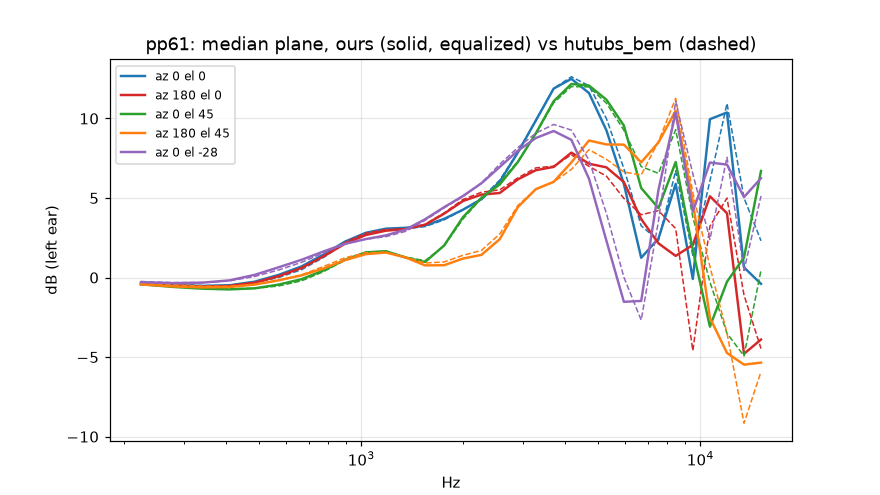 pp61: median plane, ours (solid, equalized) vs hutubs_bem (dashed)
az 0 el 0
az 180 el 0
az 0 el 45
az 180 el 45
az 0 el -28
dB (left ear)
10
5
0
−5
−10
10³
10⁴
Hz